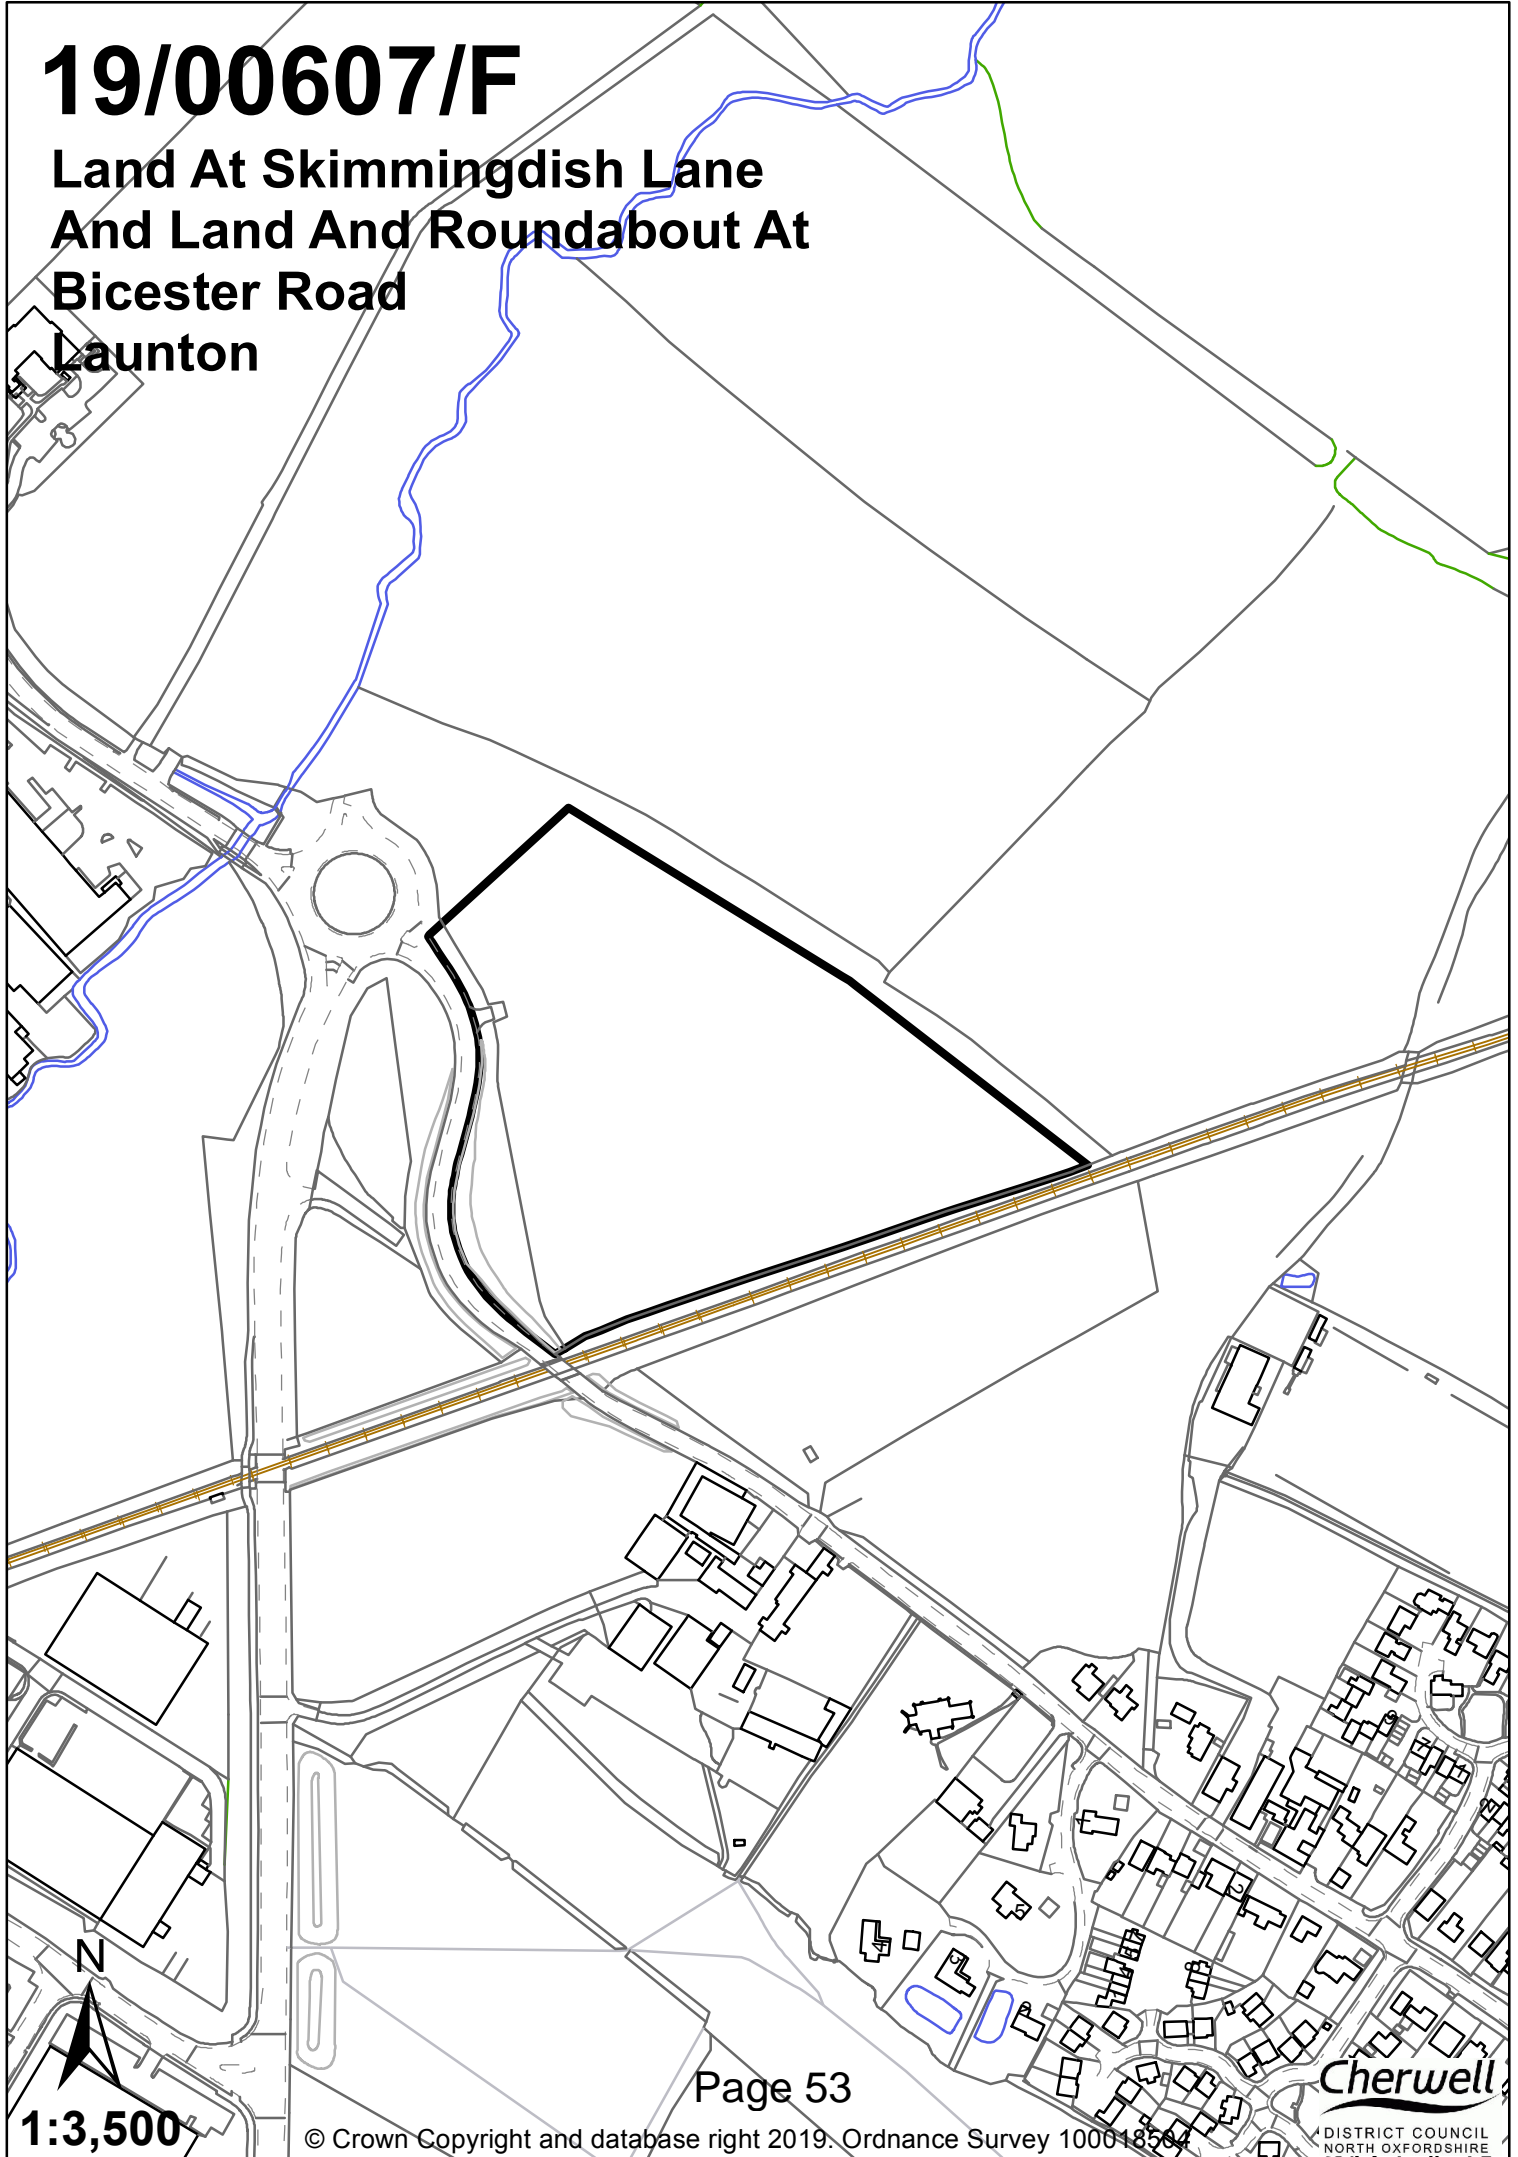 19/00607/F
Land At Skimmingdish Lane
And Land And Roundabout At
Bicester Road
Launton
N
1:3,500
Page 53
© Crown Copyright and database right 2019. Ordnance Survey 100018504
Cherwell
DISTRICT COUNCIL
NORTH OXFORDSHIRE